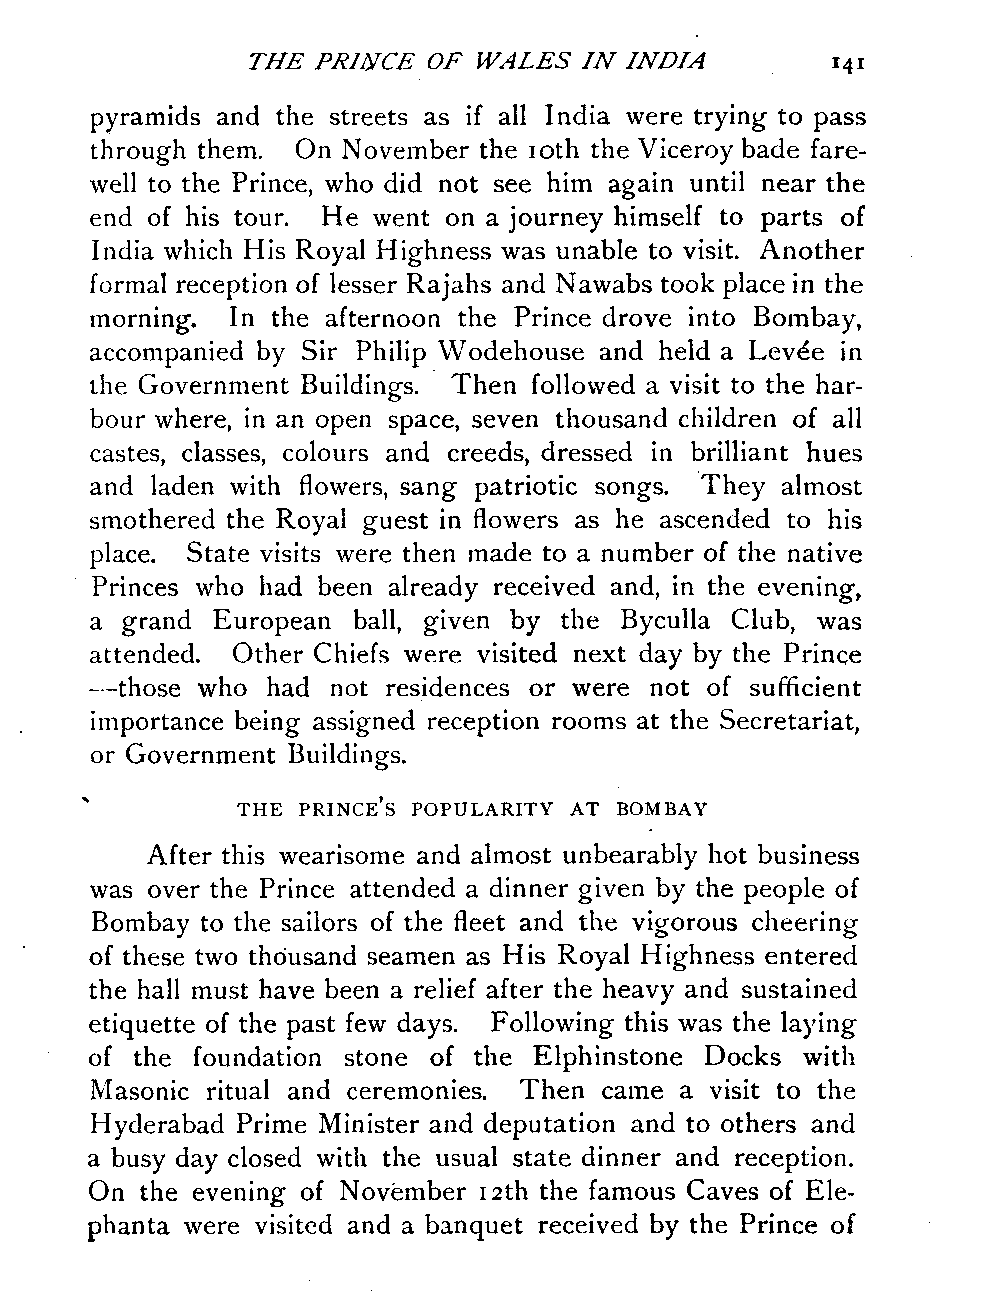 THE PRINCE OF WALES IN INDIA 141
pyramids and the streets as if all India were trying to pass
through them. On November the 10th the Viceroy bade fare-
well to the Prince, who did not see him again until near the
end of his tour. He went on a journey himself to parts of
India which His Royal Highness was unable to visit. Another
formal reception of lesser Rajahs and Nawabs took place in the
morning. In the afternoon the Prince drove into Bombay,
accompanied by Sir Philip Wodehouse and held a Levée in
the Government Buildings. Then followed a visit to the har-
bour where, in an open space, seven thousand children of all
castes, classes, colours and creeds, dressed in brilliant hues
and laden with flowers, sang patriotic songs. They almost
smothered the Royal guest in flowers as he ascended to his
place. State visits were then made to a number of the native
Princes who had been already received and, in the evening,
a grand European ball, given by the Byculla Club, was
attended. Other Chiefs were visited next day by the Prince
—those who had not residences or were not of sufficient
importance being assigned reception rooms at the Secretariat,
or Government Buildings.
THE PRINCE'S POPULARITY AT BOMBAY
After this wearisome and almost unbearably hot business
was over the Prince attended a dinner given by the people of
Bombay to the sailors of the fleet and the vigorous cheering
of these two thousand seamen as His Royal Highness entered
the hall must have been a relief after the heavy and sustained
etiquette of the past few days. Following this was the laying
of the foundation stone of the Elphinstone Docks with
Masonic ritual and ceremonies. Then came a visit to the
Hyderabad Prime Minister and deputation and to others and
a busy day closed with the usual state dinner and reception.
On the evening of November 12th the famous Caves of Ele-
phanta were visited and a banquet received by the Prince of